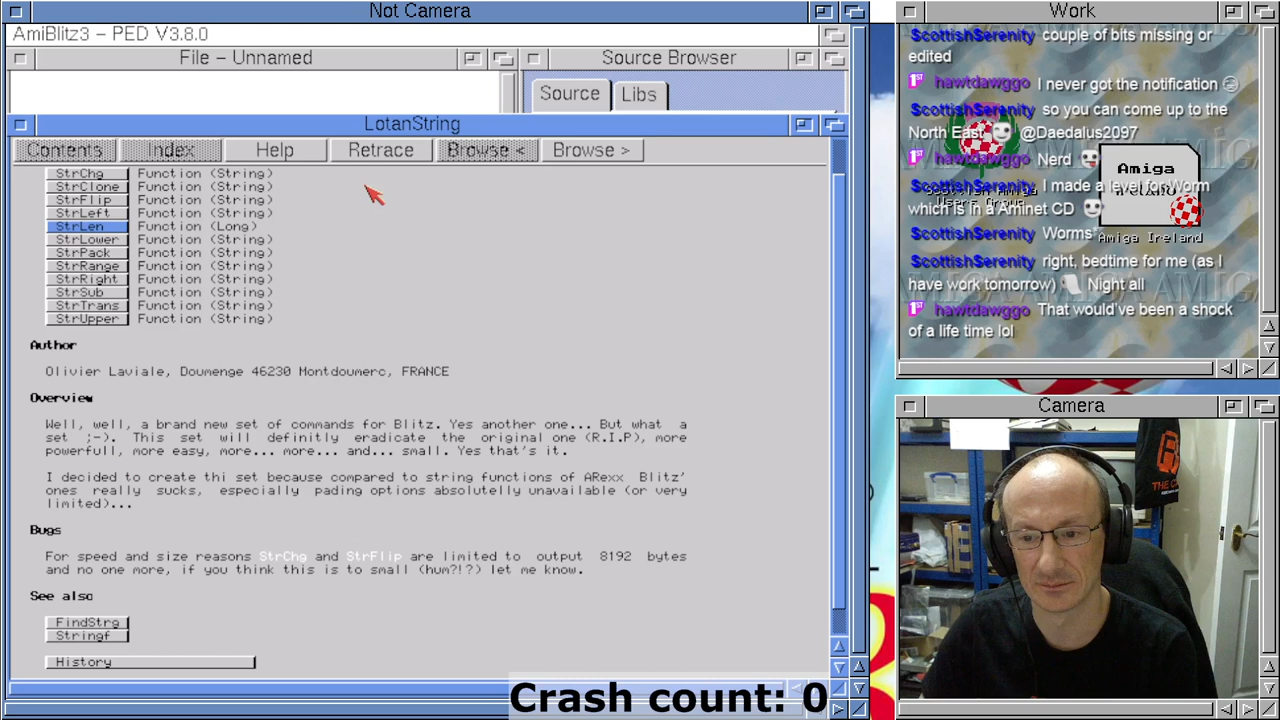 Not Camera
AmiBlitz3 – PED V3.8.0
File – Unnamed
Source Browser
Source
Libs
LotanString
Contents
Index
Help
Retrace
Browse <
Browse >
StrChg Function (String)
StrClone Function (String)
StrFlip Function (String)
StrLeft Function (String)
StrLen Function (Long)
StrLower Function (String)
StrPack Function (String)
StrRange Function (String)
StrRight Function (String)
StrSub Function (String)
StrTrans Function (String)
StrUpper Function (String)
Author
Olivier Laviale, Doumenge 46230 Montdoumerc, FRANCE
Overview
Well, well, a brand new set of commands for Blitz. Yes another one... But what a
set ;-). This set will definitly eradicate the original one (R.I.P), more
powerfull, more easy, more... more... and... small. Yes that's it.
I decided to create thi set because compared to string functions of ARexx Blitz'
ones really sucks, especially pading options absolutelly unavailable (or very
limited)...
Bugs
For speed and size reasons StrChg and StrFlip are limited to output 8192 bytes
and no one more, if you think this is to small (hum?!?) let me know.
See also
FindStrg
Stringf
History
Crash count: 0
Work
ScottishSerenity couple of bits missing or
edited
1ST hawtdawggo I never got the notification
ScottishSerenity so you can come up to the
North East @Daedalus2097
1ST hawtdawggo Nerd
ScottishSerenity I made a level for Worm
which is in a Aminet CD
ScottishSerenity Worms*
ScottishSerenity right, bedtime for me (as I
have work tomorrow) Night all
1ST hawtdawggo That would've been a shock
of a life time lol
Amiga
Users Group
Amiga Ireland
Camera
THE C